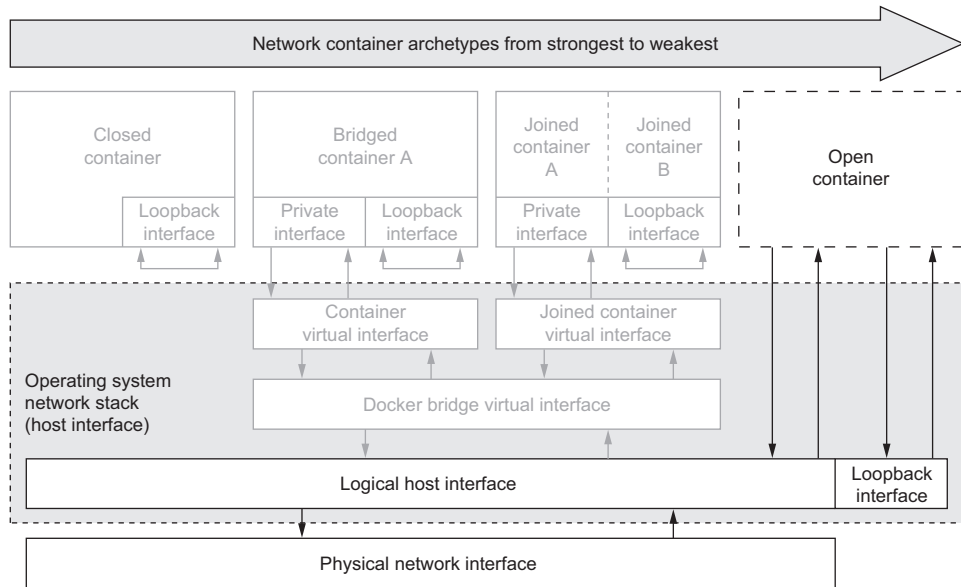 Network container archetypes from strongest to weakest
Closed
container
Loopback
interface
Bridged
container A
Private
interface
Loopback
interface
Joined
container
A
Joined
container
B
Private
interface
Loopback
interface
Open
container
Container
virtual interface
Joined container
virtual interface
Operating system
network stack
(host interface)
Docker bridge virtual interface
Logical host interface
Loopback
interface
Physical network interface